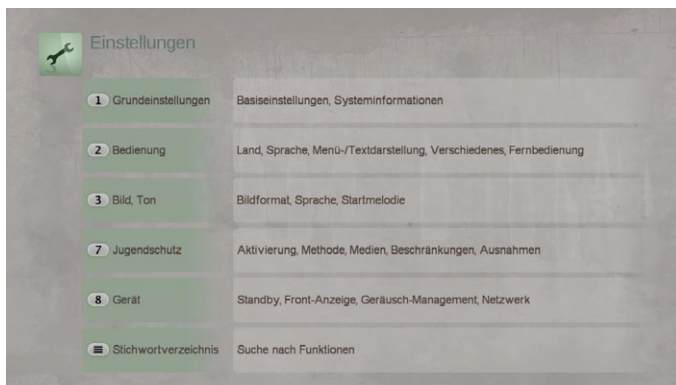 Einstellungen
1 Grundeinstellungen Basiseinstellungen, Systeminformationen
2 Bedienung Land, Sprache, Menü-/Textdarstellung, Verschiedenes, Fernbedienung
3 Bild, Ton Bildformat, Sprache, Startmelodie
7 Jugendschutz Aktivierung, Methode, Medien, Beschränkungen, Ausnahmen
8 Gerät Standby, Front-Anzeige, Geräusch-Management, Netzwerk
Stichwortverzeichnis Suche nach Funktionen